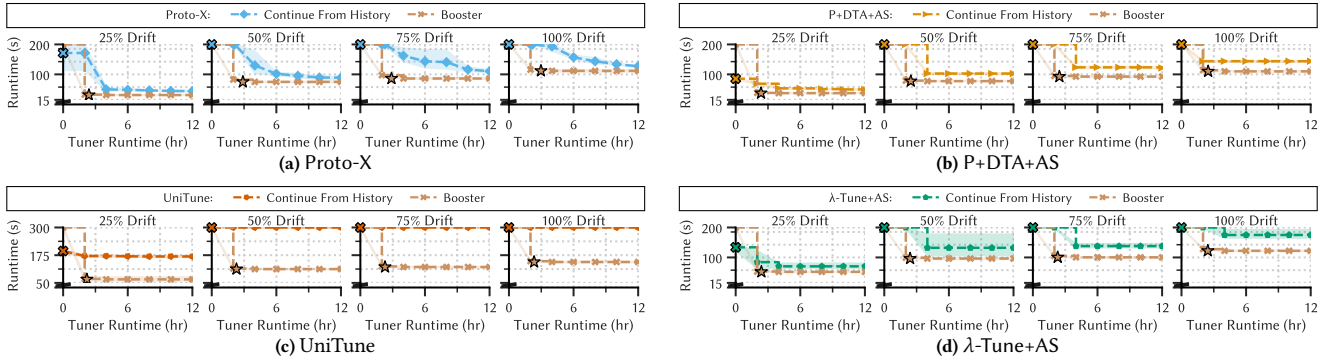 Proto-X: Continue From History Booster
25% Drift 50% Drift 75% Drift 100% Drift
Runtime (s)
200
100
15
0 6 12 0 6 12 0 6 12 0 6 12
Tuner Runtime (hr) Tuner Runtime (hr) Tuner Runtime (hr) Tuner Runtime (hr)
(a) Proto-X
P+DTA+AS: Continue From History Booster
25% Drift 50% Drift 75% Drift 100% Drift
Runtime (s)
200
100
15
0 6 12 0 6 12 0 6 12 0 6 12
Tuner Runtime (hr) Tuner Runtime (hr) Tuner Runtime (hr) Tuner Runtime (hr)
(b) P+DTA+AS
UniTune: Continue From History Booster
25% Drift 50% Drift 75% Drift 100% Drift
Runtime (s)
300
175
50
0 6 12 0 6 12 0 6 12 0 6 12
Tuner Runtime (hr) Tuner Runtime (hr) Tuner Runtime (hr) Tuner Runtime (hr)
(c) UniTune
λ-Tune+AS: Continue From History Booster
25% Drift 50% Drift 75% Drift 100% Drift
Runtime (s)
200
100
15
0 6 12 0 6 12 0 6 12 0 6 12
Tuner Runtime (hr) Tuner Runtime (hr) Tuner Runtime (hr) Tuner Runtime (hr)
(d) λ-Tune+AS